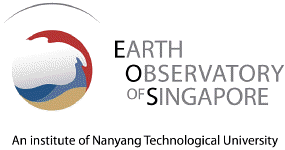 EARTH
OBSERVATORY
OF SINGAPORE
An institute of Nanyang Technological University